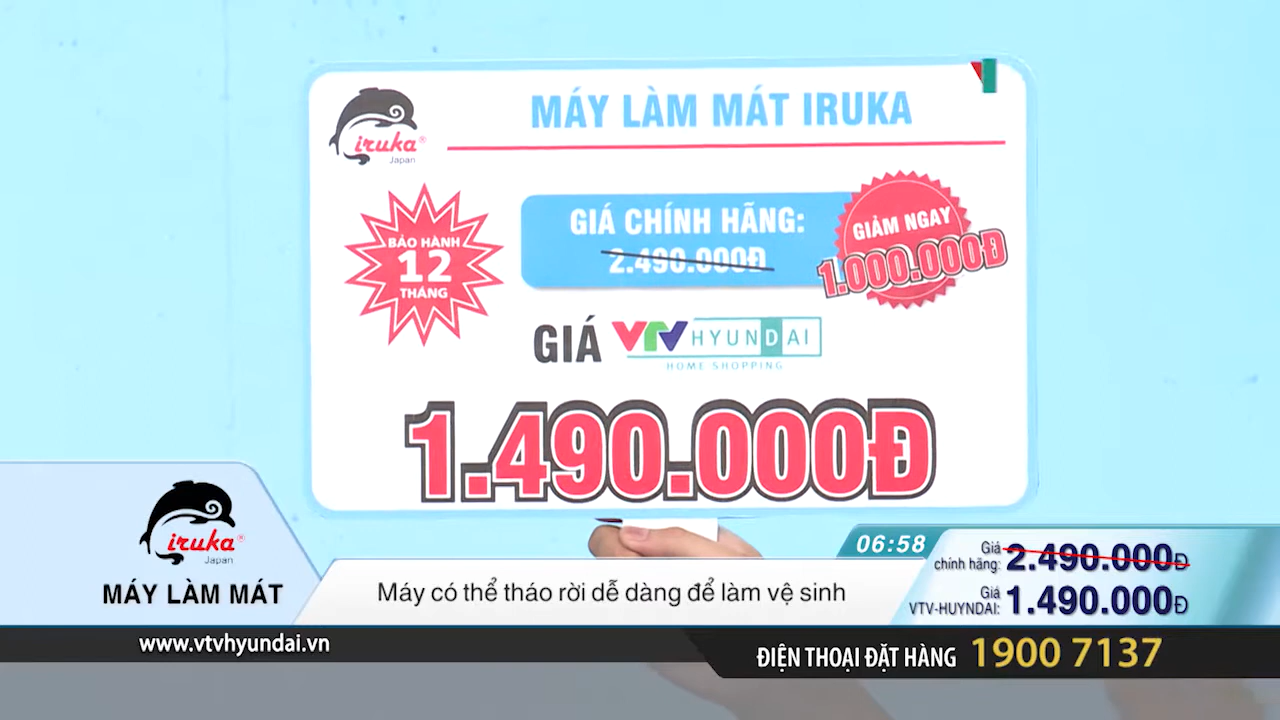 iruka®
Japan
MÁY LÀM MÁT IRUKA
BẢO HÀNH
12
THÁNG
GIÁ CHÍNH HÃNG:
2.490.000Đ
GIẢM NGAY
1.000.000Đ
GIÁ VTV HYUNDAI
HOME SHOPPING
1.490.000Đ
iruka®
Japan
MÁY LÀM MÁT
Máy có thể tháo rời dễ dàng để làm vệ sinh
06:58
Giá
chính hãng: 2.490.000Đ
Giá
VTV-HUYNDAI: 1.490.000Đ
www.vtvhyundai.vn
ĐIỆN THOẠI ĐẶT HÀNG 1900 7137